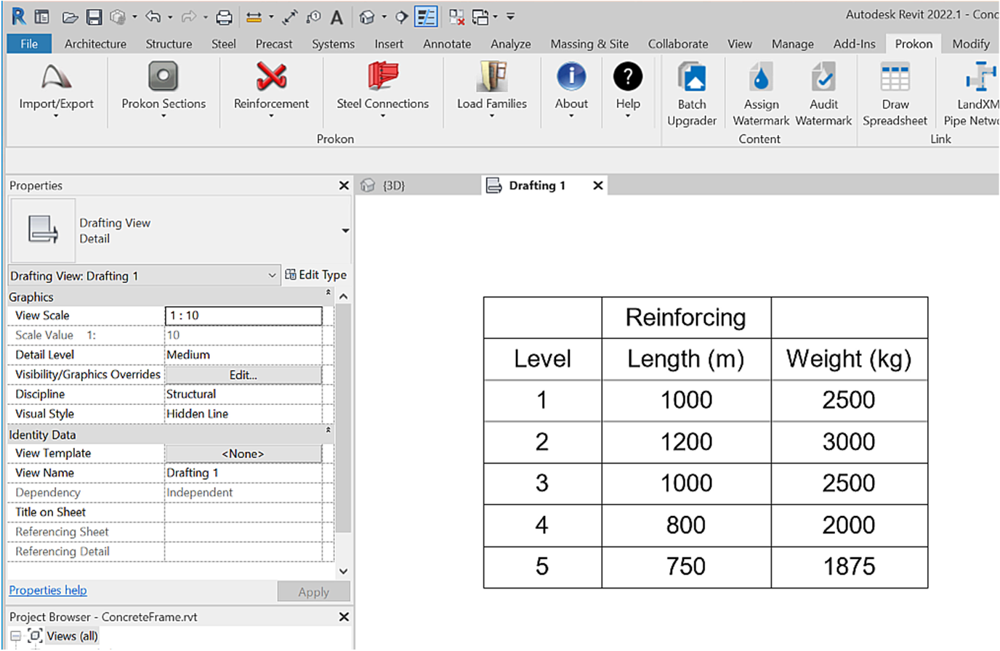 Autodesk Revit 2022.1 - Conc
File Architecture Structure Steel Precast Systems Insert Annotate Analyze Massing & Site Collaborate View Manage Add-Ins Prokon Modify
Import/Export Prokon Sections Reinforcement Steel Connections Load Families About Help Batch Assign Audit Draw LandXM
Upgrader Watermark Watermark Spreadsheet Pipe Netwo
Prokon Content Link
Properties {3D} Drafting 1
Drafting View
Detail
Drafting View: Drafting 1 Edit Type
Graphics
View Scale 1 : 10
Scale Value 1: 10
Detail Level Medium
Visibility/Graphics Overrides Edit...
Discipline Structural
Visual Style Hidden Line
Identity Data
View Template <None>
View Name Drafting 1
Dependency Independent
Title on Sheet
Referencing Sheet
Referencing Detail
Properties help Apply
Project Browser - ConcreteFrame.rvt
Views (all)
Reinforcing
Level Length (m) Weight (kg)
1 1000 2500
2 1200 3000
3 1000 2500
4 800 2000
5 750 1875